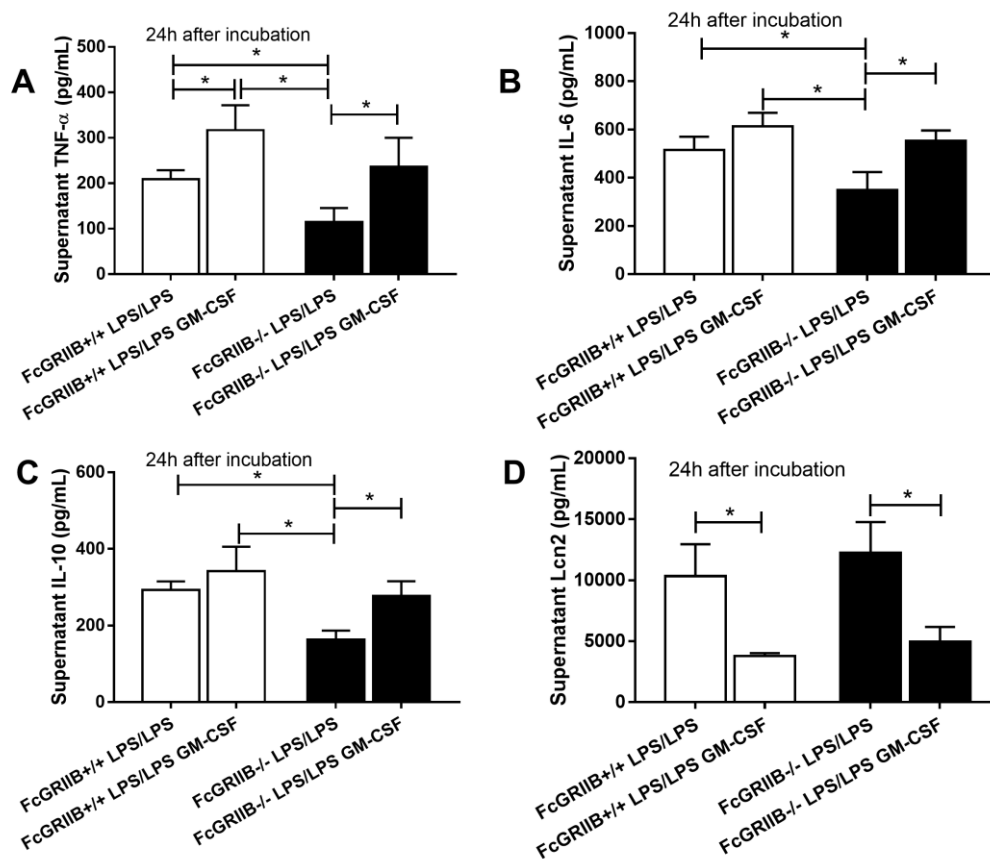 A
24h after incubation
Supernatant TNF-α (pg/mL)
500
400
300
200
100
0
*
*
*
*
FcGRIIB+/+ LPS/LPS
FcGRIIB+/+ LPS/LPS GM-CSF
FcGRIIB-/- LPS/LPS
FcGRIIB-/- LPS/LPS GM-CSF
B
24h after incubation
Supernatant IL-6 (pg/mL)
1000
800
600
400
200
0
*
*
*
FcGRIIB+/+ LPS/LPS
FcGRIIB+/+ LPS/LPS GM-CSF
FcGRIIB-/- LPS/LPS
FcGRIIB-/- LPS/LPS GM-CSF
C
24h after incubation
Supernatant IL-10 (pg/mL)
600
400
200
0
*
*
*
FcGRIIB+/+ LPS/LPS
FcGRIIB+/+ LPS/LPS GM-CSF
FcGRIIB-/- LPS/LPS
FcGRIIB-/- LPS/LPS GM-CSF
D
24h after incubation
Supernatant Lcn2 (pg/mL)
20000
15000
10000
5000
0
*
*
FcGRIIB+/+ LPS/LPS
FcGRIIB+/+ LPS/LPS GM-CSF
FcGRIIB-/- LPS/LPS
FcGRIIB-/- LPS/LPS GM-CSF